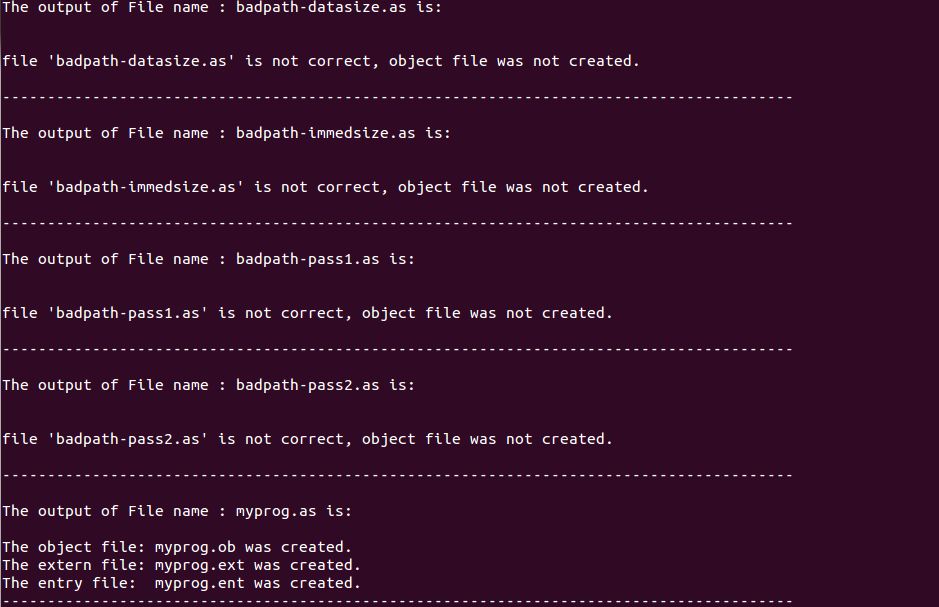 The output of File name : badpath-datasize.as is:
file 'badpath-datasize.as' is not correct, object file was not created.
----------------------------------------------------------------------------------------
The output of File name : badpath-immedsize.as is:
file 'badpath-immedsize.as' is not correct, object file was not created.
----------------------------------------------------------------------------------------
The output of File name : badpath-pass1.as is:
file 'badpath-pass1.as' is not correct, object file was not created.
----------------------------------------------------------------------------------------
The output of File name : badpath-pass2.as is:
file 'badpath-pass2.as' is not correct, object file was not created.
----------------------------------------------------------------------------------------
The output of File name : myprog.as is:
The object file: myprog.ob was created.
The extern file: myprog.ext was created.
The entry file:  myprog.ent was created.
----------------------------------------------------------------------------------------